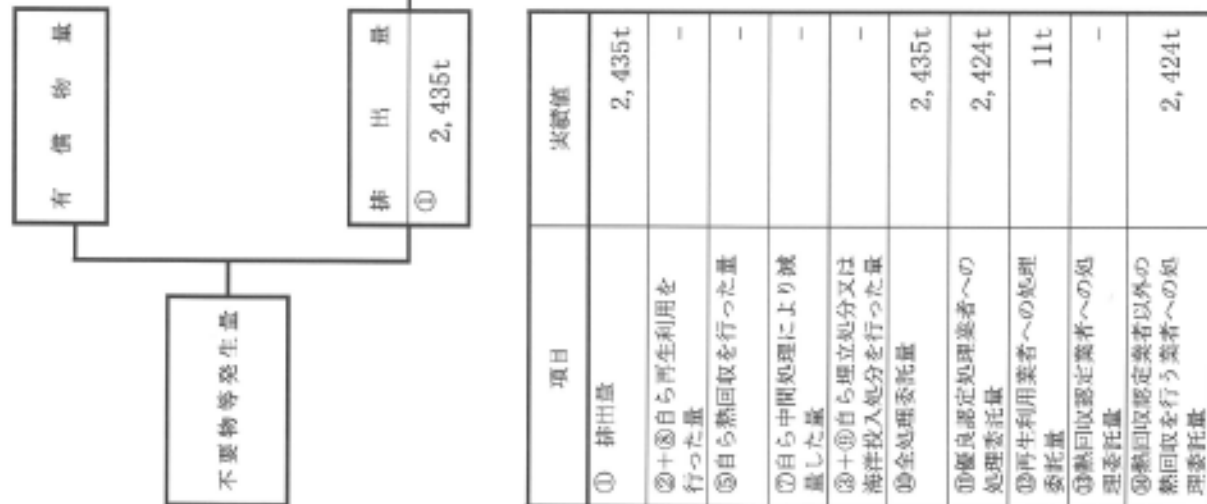 有償物量
不要物等発生量
排出量
①
2,435t
項目
実績値
① 排出量
2,435t
②+⑧自ら再生利用を
行った量
-
⑤自ら熱回収を行った量
-
⑦自ら中間処理により減
量した量
-
③+⑨自ら埋立処分又は
海洋投入処分を行った量
-
⑩全処理委託量
2,435t
⑪優良認定処理業者への
処理委託量
2,424t
⑫再生利用業者への処理
委託量
11t
⑬熱回収認定業者への処
理委託量
-
⑭熱回収認定業者以外の
熱回収を行う業者への処
理委託量
2,424t